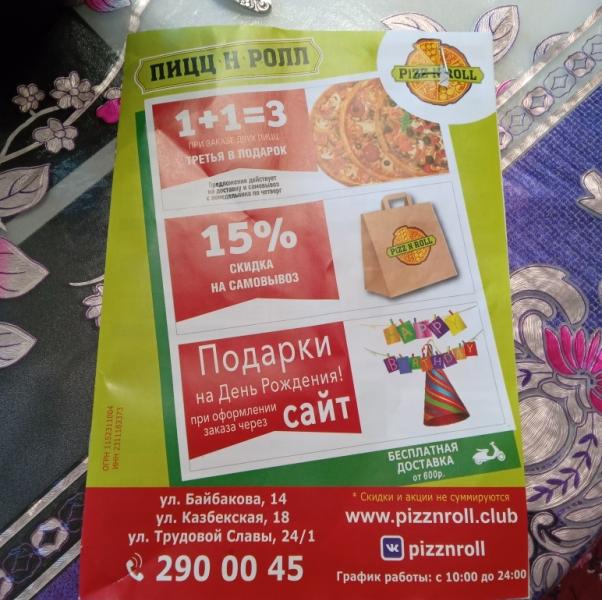 ПИЦЦ·Н·РОЛЛ
PIZZ N ROLL
1+1=3
ПРИ ЗАКАЗЕ ДВУХ ПИЦЦ
ТРЕТЬЯ В ПОДАРОК
Предложения действует
на доставку и самовывоз
с понедельника по четверг
15%
СКИДКА
НА САМОВЫВОЗ
PIZZ N ROLL
Подарки
на День Рождения!
при оформлении
заказа через сайт
HAPPY
BIRTHDAY
БЕСПЛАТНАЯ
ДОСТАВКА
от 600р.
ул. Байбакова, 14
ул. Казбекская, 18
ул. Трудовой Славы, 24/1
290 00 45
* Скидки и акции не суммируются
www.pizznroll.club
pizznroll
График работы: с 10:00 до 24:00